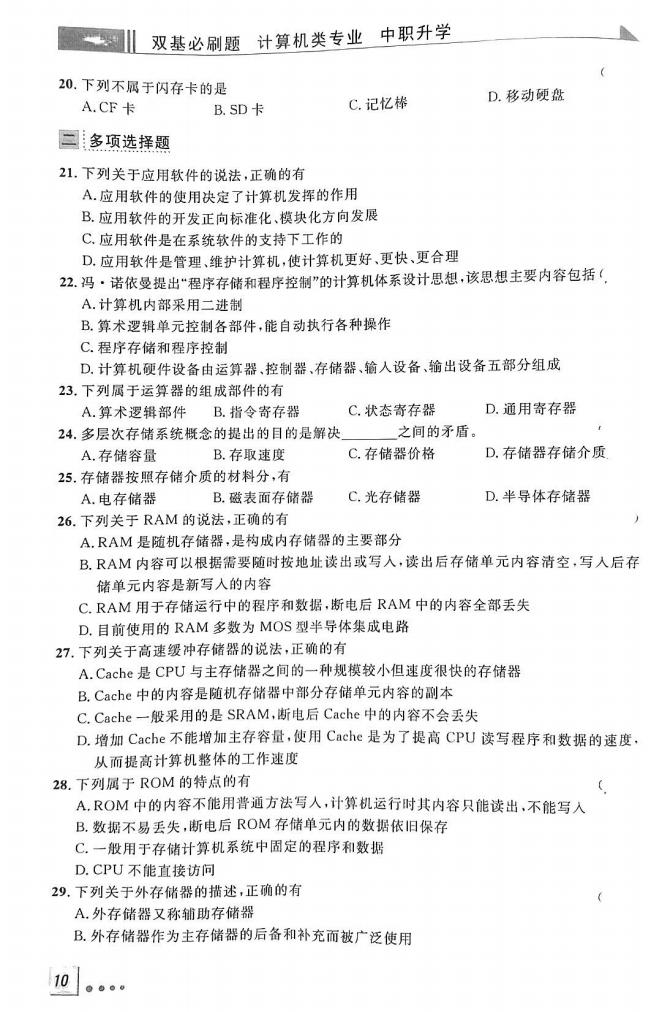 双基必刷题 计算机类专业 中职升学
20. 下列不属于闪存卡的是 (
A. CF 卡 B. SD 卡 C. 记忆棒 D. 移动硬盘
二 多项选择题
21. 下列关于应用软件的说法,正确的有
A. 应用软件的使用决定了计算机发挥的作用
B. 应用软件的开发正向标准化、模块化方向发展
C. 应用软件是在系统软件的支持下工作的
D. 应用软件是管理、维护计算机,使计算机更好、更快、更合理
22. 冯·诺依曼提出“程序存储和程序控制”的计算机体系设计思想,该思想主要内容包括(
A. 计算机内部采用二进制
B. 算术逻辑单元控制各部件,能自动执行各种操作
C. 程序存储和程序控制
D. 计算机硬件设备由运算器、控制器、存储器、输入设备、输出设备五部分组成
23. 下列属于运算器的组成部件的有
A. 算术逻辑部件 B. 指令寄存器 C. 状态寄存器 D. 通用寄存器
24. 多层次存储系统概念的提出的目的是解决______之间的矛盾。
A. 存储容量 B. 存取速度 C. 存储器价格 D. 存储器存储介质
25. 存储器按照存储介质的材料分,有
A. 电存储器 B. 磁表面存储器 C. 光存储器 D. 半导体存储器
26. 下列关于 RAM 的说法,正确的有 )
A. RAM 是随机存储器,是构成内存储器的主要部分
B. RAM 内容可以根据需要随时按地址读出或写入,读出后存储单元内容清空,写入后存
储单元内容是新写入的内容
C. RAM 用于存储运行中的程序和数据,断电后 RAM 中的内容全部丢失
D. 目前使用的 RAM 多数为 MOS 型半导体集成电路
27. 下列关于高速缓冲存储器的说法,正确的有
A. Cache 是 CPU 与主存储器之间的一种规模较小但速度很快的存储器
B. Cache 中的内容是随机存储器中部分存储单元内容的副本
C. Cache 一般采用的是 SRAM,断电后 Cache 中的内容不会丢失
D. 增加 Cache 不能增加主存容量,使用 Cache 是为了提高 CPU 读写程序和数据的速度,
从而提高计算机整体的工作速度
28. 下列属于 ROM 的特点的有 (
A. ROM 中的内容不能用普通方法写入,计算机运行时其内容只能读出,不能写入
B. 数据不易丢失,断电后 ROM 存储单元内的数据依旧保存
C. 一般用于存储计算机系统中固定的程序和数据
D. CPU 不能直接访问
29. 下列关于外存储器的描述,正确的有 (
A. 外存储器又称辅助存储器
B. 外存储器作为主存储器的后备和补充而被广泛使用
10